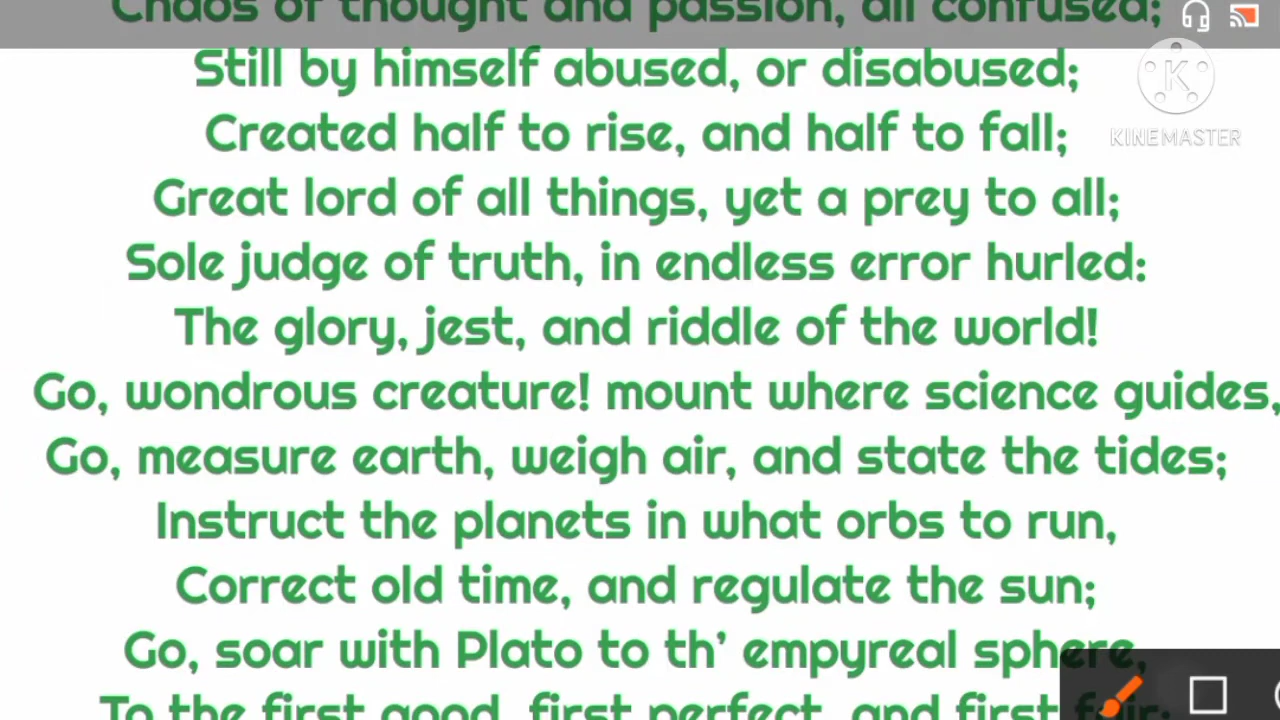 Chaos of thought and passion, all confused;
Still by himself abused, or disabused;
Created half to rise, and half to fall;
Great lord of all things, yet a prey to all;
Sole judge of truth, in endless error hurled:
The glory, jest, and riddle of the world!
Go, wondrous creature! mount where science guides,
Go, measure earth, weigh air, and state the tides;
Instruct the planets in what orbs to run,
Correct old time, and regulate the sun;
Go, soar with Plato to th’ empyreal sphere,
To the first good, first perfect, and first fair;
K
KINEMASTER